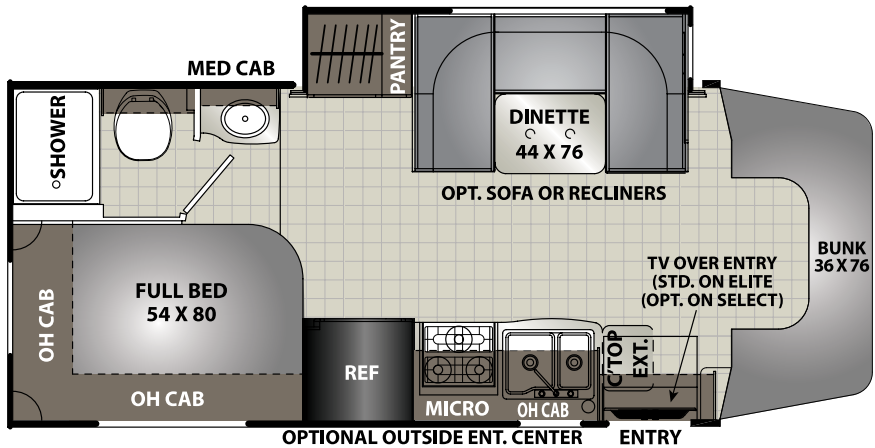 MED CAB
PANTRY
SHOWER
DINETTE
44 X 76
OPT. SOFA OR RECLINERS
BUNK
36 X 76
TV OVER ENTRY
(STD. ON ELITE
(OPT. ON SELECT)
FULL BED
54 X 80
OH CAB
OH CAB
REF
MICRO
OH CAB
C'TOP
EXT.
OPTIONAL OUTSIDE ENT. CENTER
ENTRY